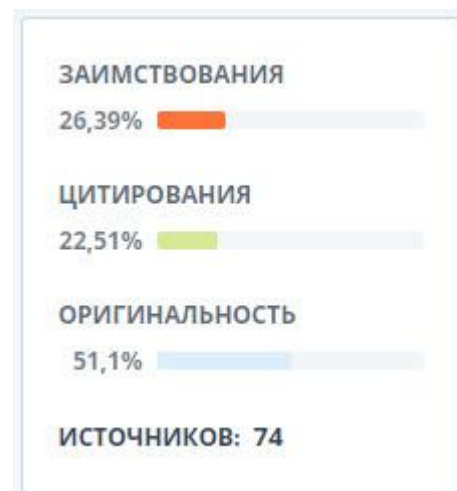 ЗАИМСТВОВАНИЯ
26,39%
ЦИТИРОВАНИЯ
22,51%
ОРИГИНАЛЬНОСТЬ
51,1%
ИСТОЧНИКОВ: 74